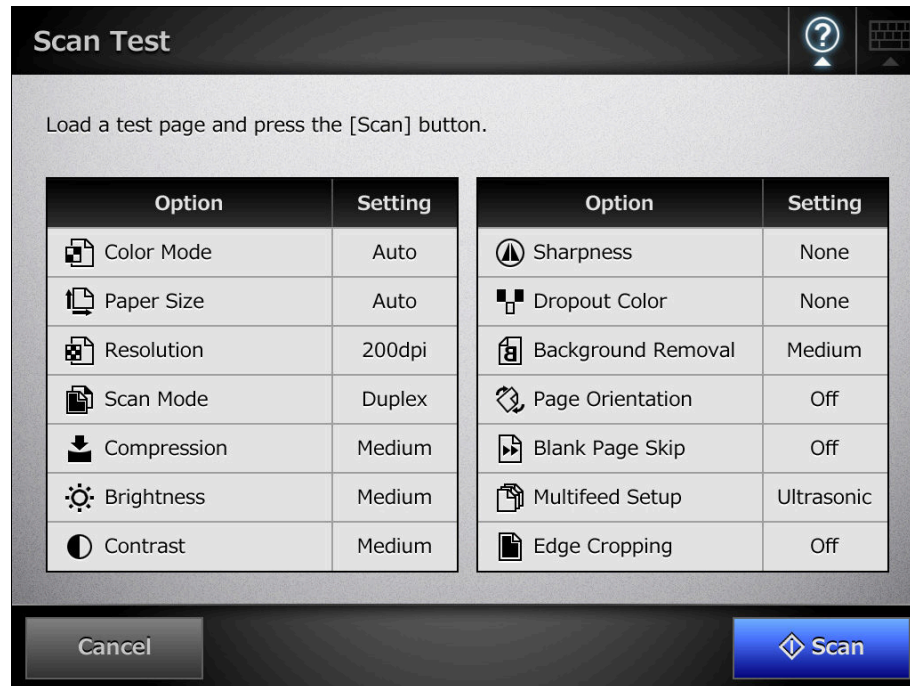 Scan Test
?
Load a test page and press the [Scan] button.
Option Setting
Color Mode Auto
Paper Size Auto
Resolution 200dpi
Scan Mode Duplex
Compression Medium
Brightness Medium
Contrast Medium
Option Setting
Sharpness None
Dropout Color None
Background Removal Medium
Page Orientation Off
Blank Page Skip Off
Multifeed Setup Ultrasonic
Edge Cropping Off
Cancel
Scan